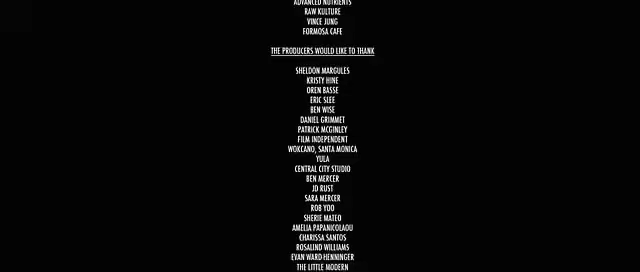 ADVANCED NUTRIENTS
RAW KULTURE
VINCE JUNG
FORMOSA CAFE
THE PRODUCERS WOULD LIKE TO THANK
SHELDON MARGULES
KRISTY HINE
OREN BASSE
ERIC SLEE
BEN WISE
DANIEL GRIMMET
PATRICK MCGINLEY
FILM INDEPENDENT
WOKCANO, SANTA MONICA
YULA
CENTRAL CITY STUDIO
BEN MERCER
JD RUST
SARA MERCER
ROB YOO
SHERIE MATEO
AMELIA PAPANICOLAOU
CHARISSA SANTOS
ROSALIND WILLIAMS
EVAN WARD-HENNINGER
THE LITTLE MODERN